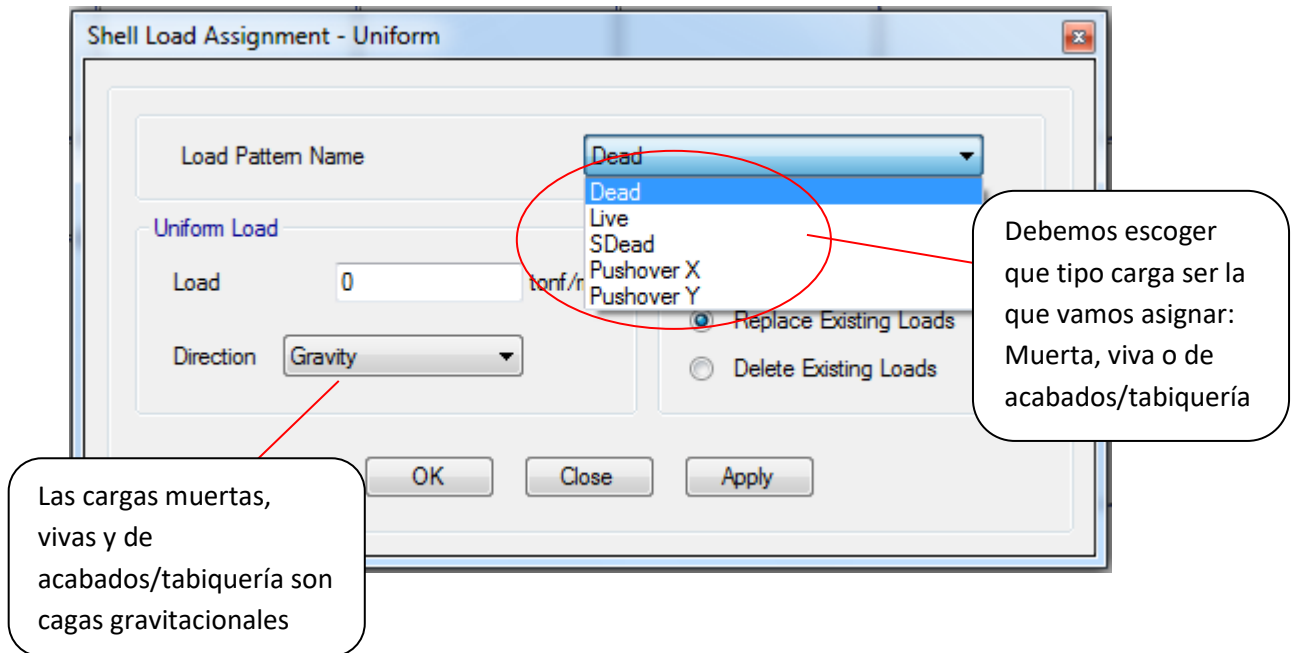 Shell Load Assignment - Uniform
Load Pattern Name
Dead
Dead
Live
SDead
Pushover X
Pushover Y
Uniform Load
Load
0
Direction
Gravity
Replace Existing Loads
Delete Existing Loads
OK
Close
Apply
Debemos escoger
que tipo carga ser la
que vamos asignar:
Muerta, viva o de
acabados/tabiquería
Las cargas muertas,
vivas y de
acabados/tabiquería son
cagas gravitacionales